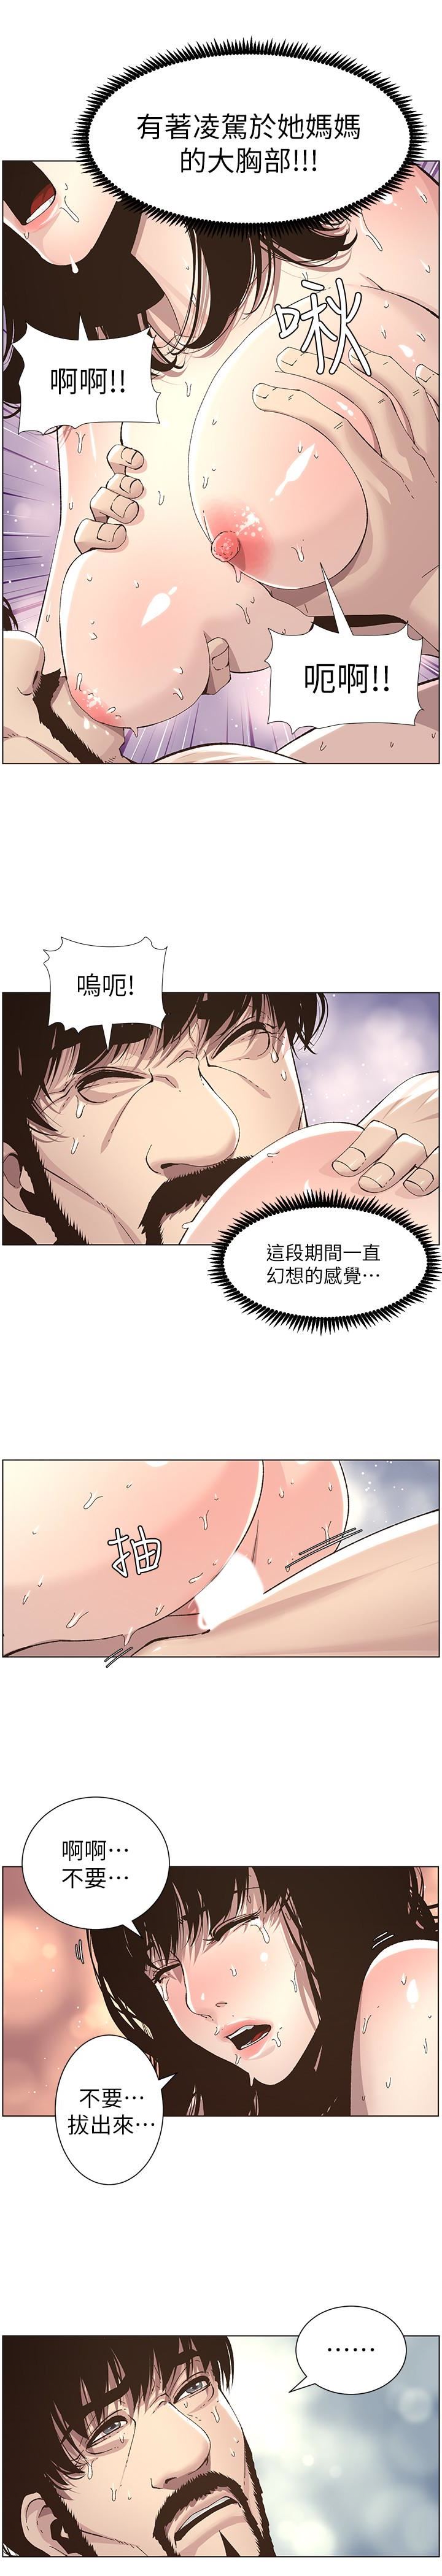 有著凌駕於她媽媽
的大胸部!!!
啾
啊啊!!
呃啊!!
嗚呃!
這段期間一直
幻想的感覺…
抽
啊啊…
不要…
不要…
拔出來…
……